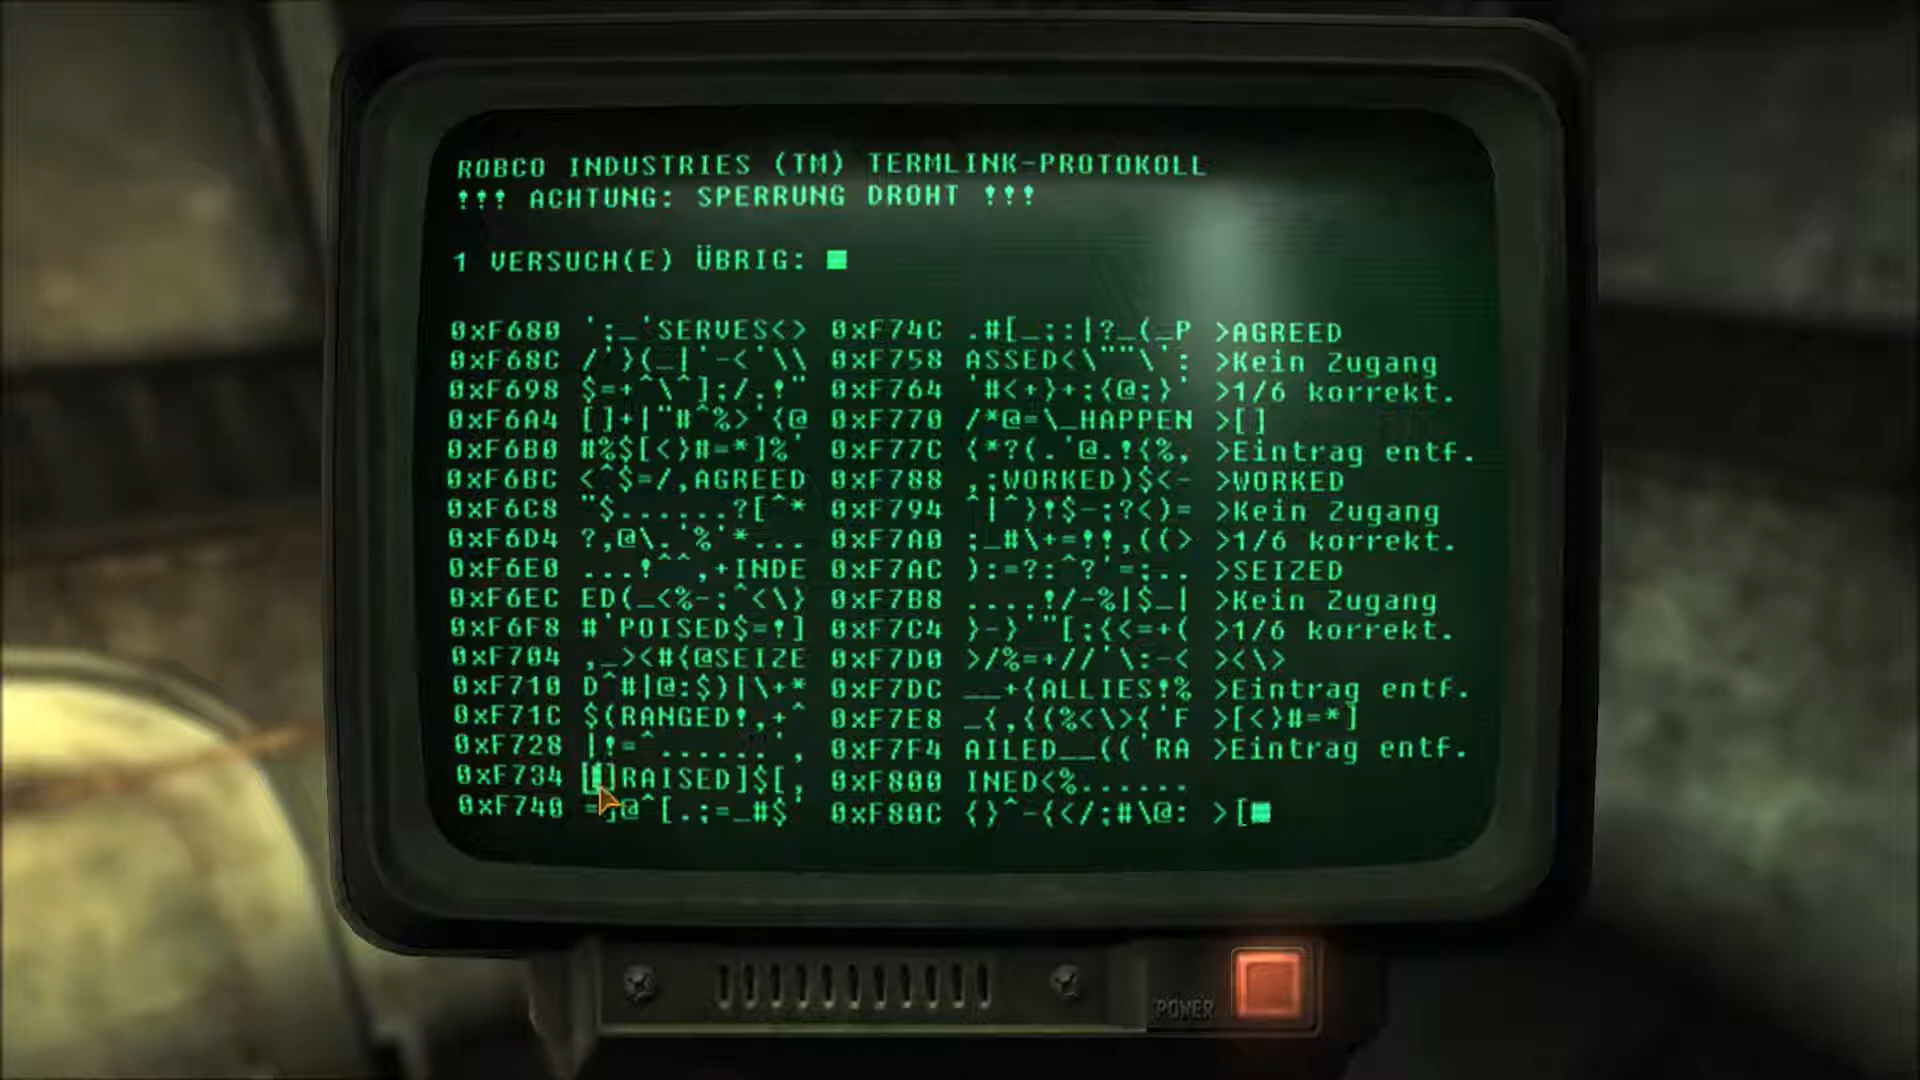 ROBCO INDUSTRIES (TM) TERMLINK-PROTOKOLL
!!! ACHTUNG: SPERRUNG DROHT !!!
1 VERSUCH(E) ÜBRIG:
0xF680 ';_'SERVES<> 0xF74C .#[_;:|?_(_P >AGREED
0xF68C /'}(_|'-<'\\ 0xF758 ASSED<\""\': >Kein Zugang
0xF698 $=+^\^];/.!" 0xF764 '#<+}+;{@;}' >1/6 korrekt.
0xF6A4 []+|"#^%>'{@ 0xF770 /*@=\_HAPPEN >[]
0xF6B0 #%$[<}#=*]%' 0xF77C {*?(.'@.!{%, >Eintrag entf.
0xF6BC <^$=/,AGREED 0xF788 ,;WORKED)$<- >WORKED
0xF6C8 "$......?[^* 0xF794 ^|^}!$-;?<)= >Kein Zugang
0xF6D4 ?,@\.'%'*... 0xF7A0 ;_#\+=!!,((> >1/6 korrekt.
0xF6E0 ...!^^,+INDE 0xF7AC ):=?:^?'=;.. >SEIZED
0xF6EC ED(_<%-;^<\} 0xF7B8 ....!/-%|$_| >Kein Zugang
0xF6F8 #'POISED$=!] 0xF7C4 }-}'"[;{<=+( >1/6 korrekt.
0xF704 ,_><#{@SEIZE 0xF7D0 >/%=+//'\:-< ><\>
0xF710 D^#|@:$)|\+* 0xF7DC __+{ALLIES!% >Eintrag entf.
0xF71C $(RANGED!,+^ 0xF7E8 _{,{(%<\>{'F >[<}#=*]
0xF728 |!=^......', 0xF7F4 AILED__(('RA >Eintrag entf.
0xF734 []RAISED]$[, 0xF800 INED<%......
0xF740 @^[.;=_#$' 0xF80C {}^-{</;#\@: >[
POWER